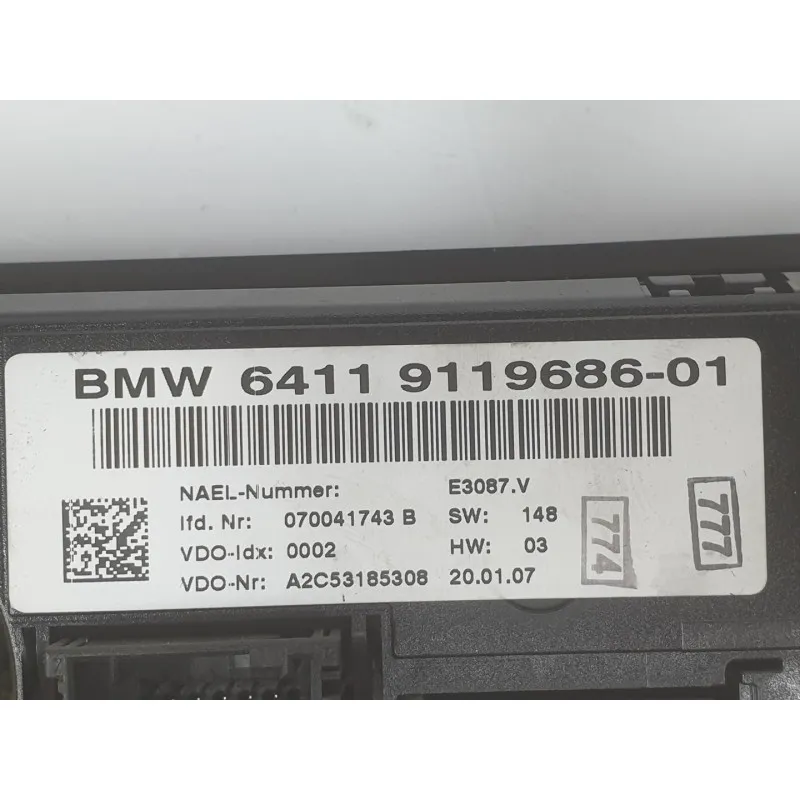 BMW 6411 9119686-01
NAEL-Nummer: E3087.V
lfd. Nr: 070041743 B SW: 148
VDO-Idx: 0002 HW: 03
VDO-Nr: A2C53185308 20.01.07
774
777